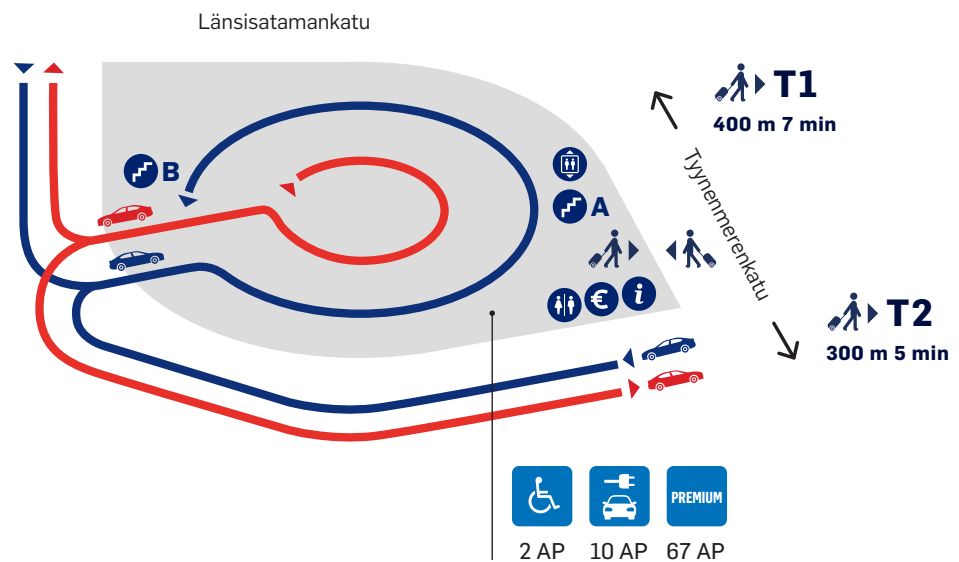 Länsisatamankatu
T1
400 m 7 min
B
A
Tyynenmerenkatu
€
i
T2
300 m 5 min
PREMIUM
2 AP
10 AP
67 AP